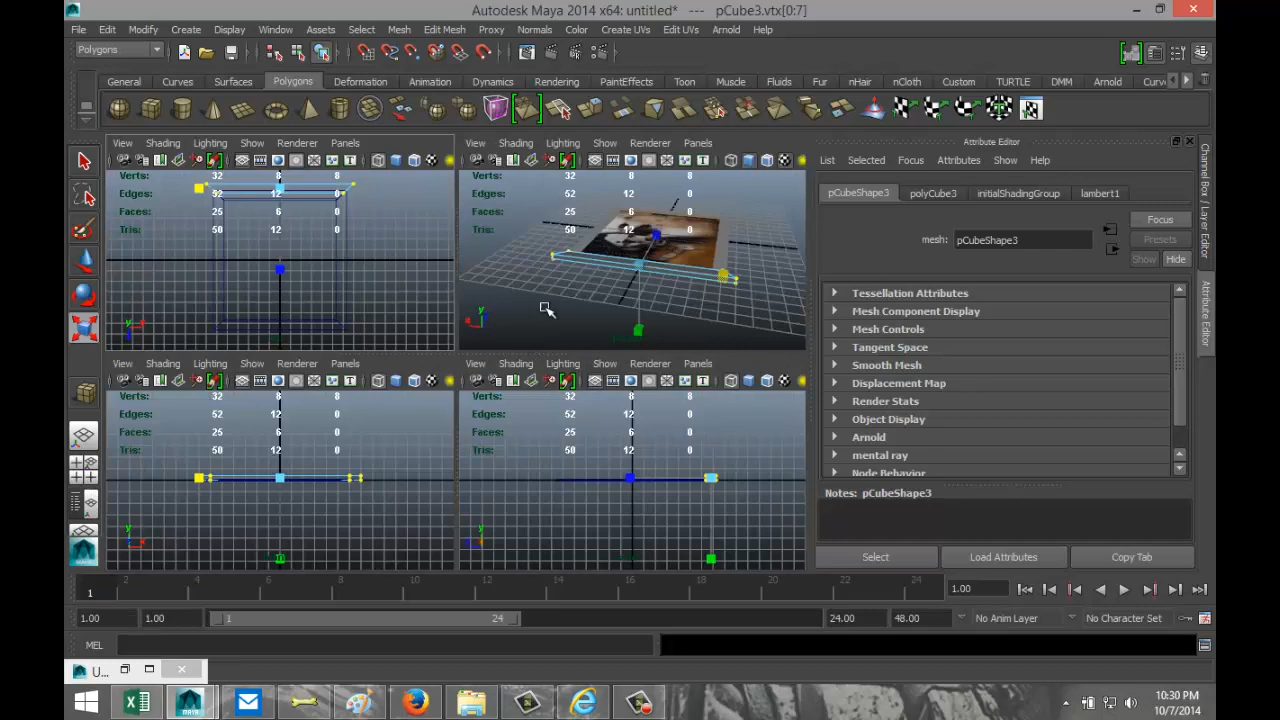 Autodesk Maya 2014 x64: untitled* --- pCube3.vtx[0:7]
File Edit Modify Create Display Window Assets Select Mesh Edit Mesh Proxy Normals Color Create UVs Edit UVs Arnold Help
Polygons
General Curves Surfaces Polygons Deformation Animation Dynamics Rendering PaintEffects Toon Muscle Fluids Fur nHair nCloth Custom TURTLE DMM Arnold Curv
View Shading Lighting Show Renderer Panels
Verts: 32 8 8
Edges: 52 12 0
Faces: 25 6 0
Tris: 50 12 0
View Shading Lighting Show Renderer Panels
Verts: 32 8 8
Edges: 52 12 0
Faces: 25 6 0
Tris: 50 12 0
View Shading Lighting Show Renderer Panels
Verts: 32 8 8
Edges: 52 12 0
Faces: 25 6 0
Tris: 50 12 0
View Shading Lighting Show Renderer Panels
Verts: 32 8 8
Edges: 52 12 0
Faces: 25 6 0
Tris: 50 12 0
Attribute Editor
List Selected Focus Attributes Show Help
pCubeShape3 polyCube3 initialShadingGroup lambert1
Focus
mesh: pCubeShape3 Presets
Show Hide
Tessellation Attributes
Mesh Component Display
Mesh Controls
Tangent Space
Smooth Mesh
Displacement Map
Render Stats
Object Display
Arnold
mental ray
Node Behavior
Notes: pCubeShape3
Select Load Attributes Copy Tab
Channel Box / Layer Editor
Attribute Editor
2 4 6 8 10 12 14 16 18 20 22 24
1 1.00
1.00 1.00 1 24 24.00 48.00 No Anim Layer No Character Set
MEL
U...
10:30 PM
10/7/2014